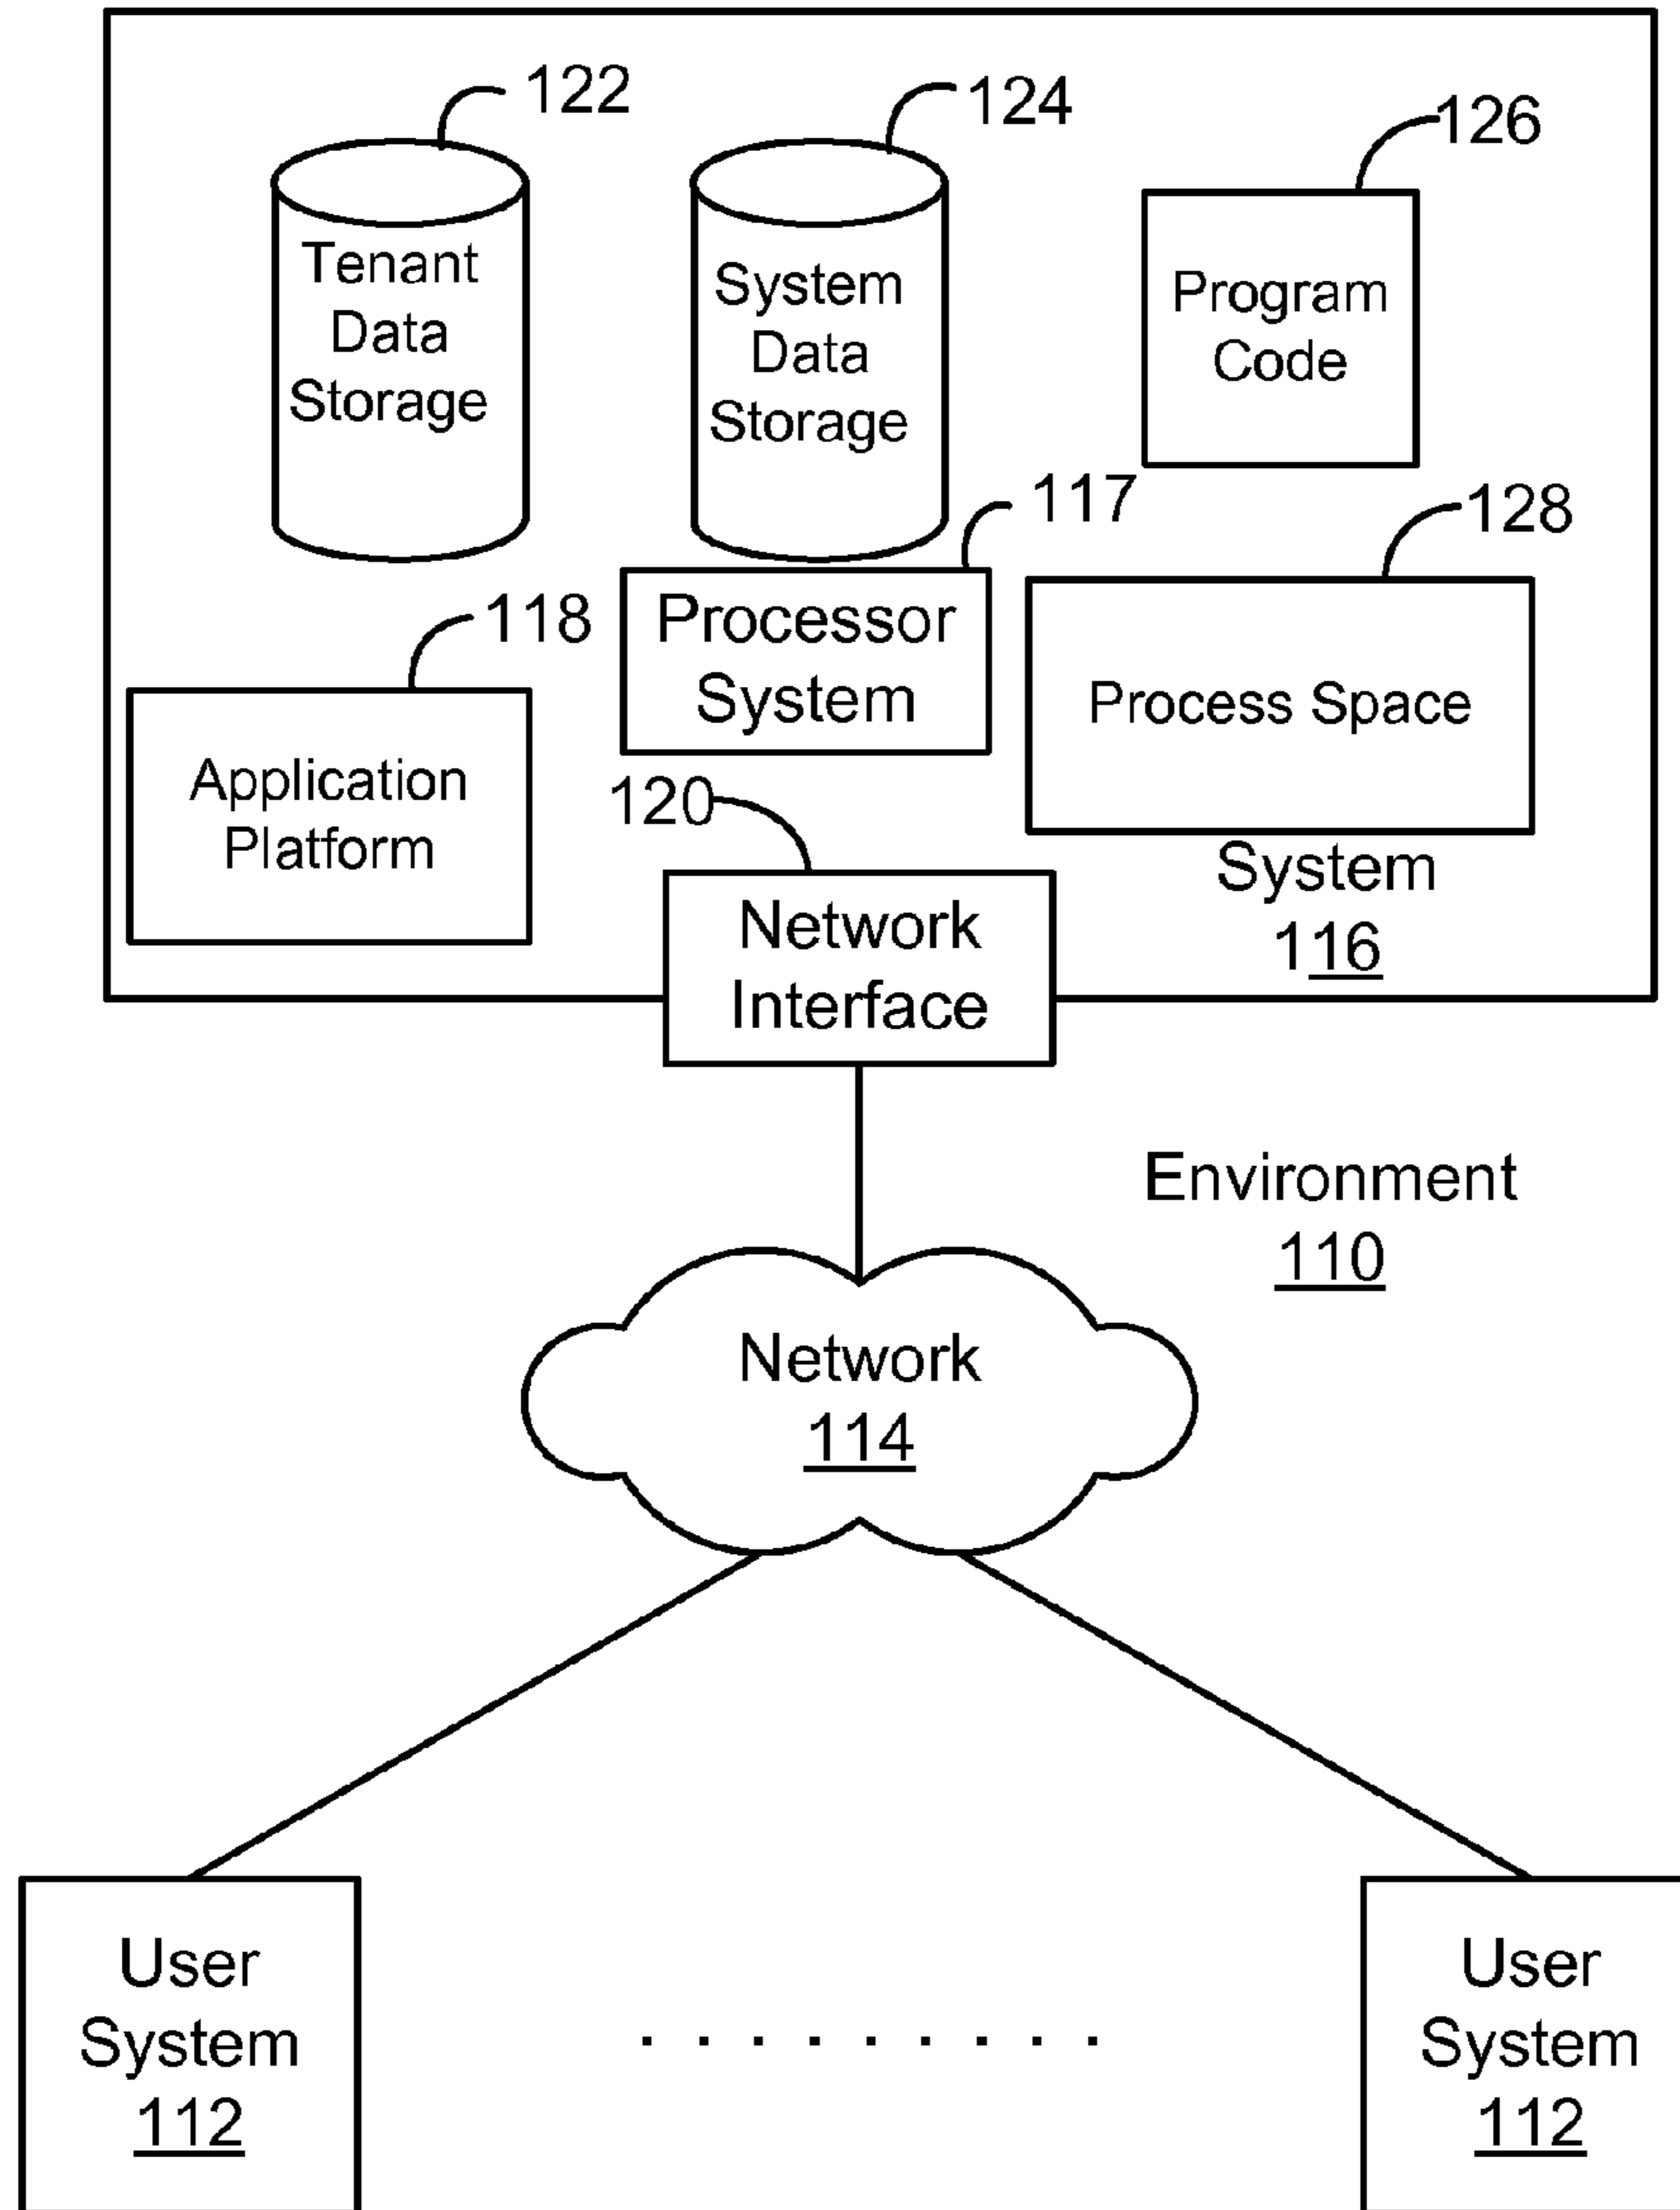 122
124
126
Tenant
Data
Storage
System
Data
Storage
Program
Code
117
128
118
Processor
System
Process Space
Application
Platform
120
System
116
Network
Interface
Environment
110
Network
114
User
System
112
. . . . . . . . .
User
System
112